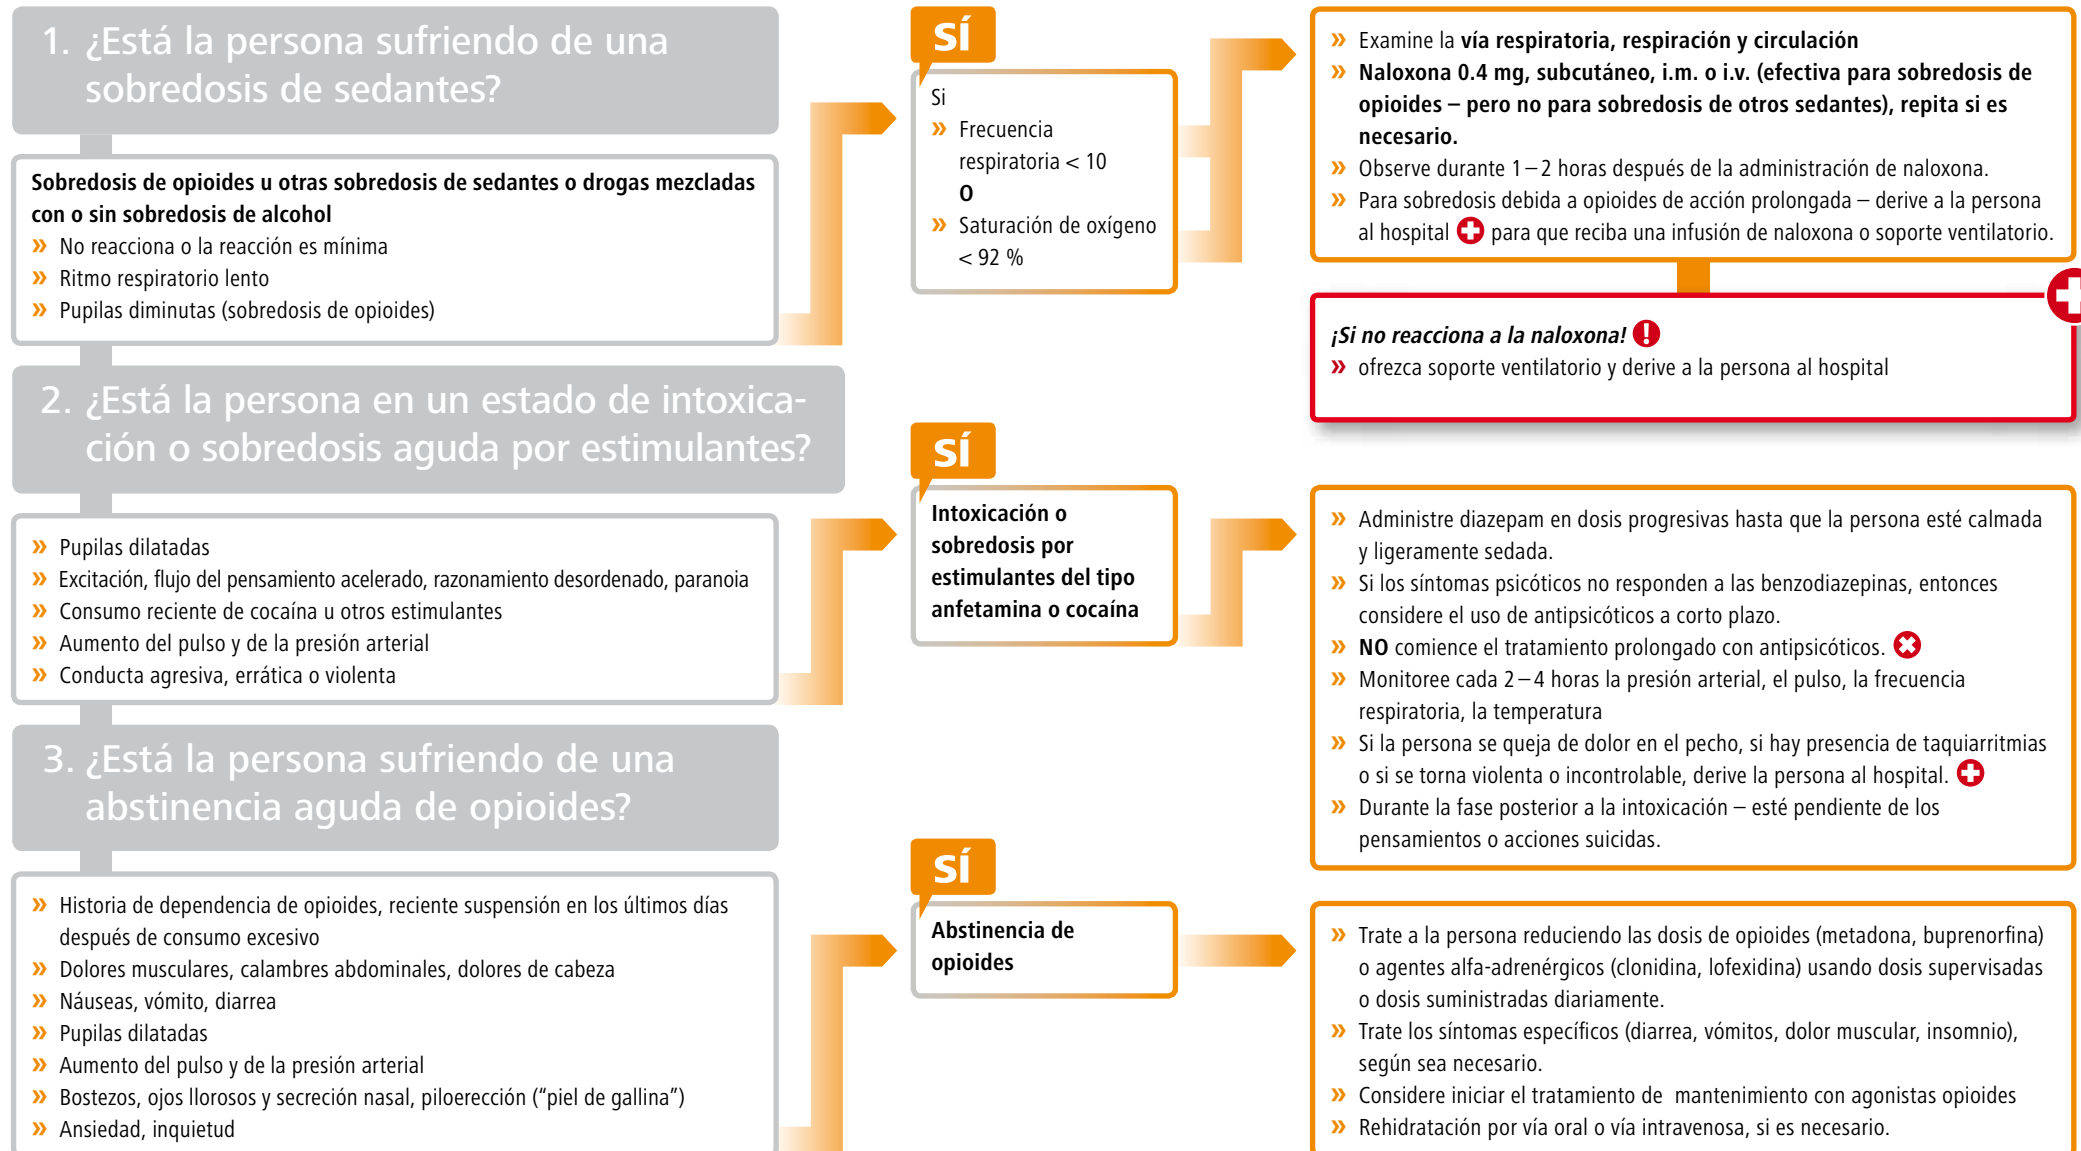 1. ¿Está la persona sufriendo de una
sobredosis de sedantes?
Sobredosis de opioides u otras sobredosis de sedantes o drogas mezcladas
con o sin sobredosis de alcohol
» No reacciona o la reacción es mínima
» Ritmo respiratorio lento
» Pupilas diminutas (sobredosis de opioides)
SÍ
Si
» Frecuencia
respiratoria < 10
O
» Saturación de oxígeno
< 92 %
» Examine la vía respiratoria, respiración y circulación
» Naloxona 0.4 mg, subcutáneo, i.m. o i.v. (efectiva para sobredosis de
opioides – pero no para sobredosis de otros sedantes), repita si es
necesario.
» Observe durante 1–2 horas después de la administración de naloxona.
» Para sobredosis debida a opioides de acción prolongada – derive a la persona
al hospital para que reciba una infusión de naloxona o soporte ventilatorio.
¡Si no reacciona a la naloxona!
» ofrezca soporte ventilatorio y derive a la persona al hospital
2. ¿Está la persona en un estado de intoxica-
ción o sobredosis aguda por estimulantes?
» Pupilas dilatadas
» Excitación, flujo del pensamiento acelerado, razonamiento desordenado, paranoia
» Consumo reciente de cocaína u otros estimulantes
» Aumento del pulso y de la presión arterial
» Conducta agresiva, errática o violenta
SÍ
Intoxicación o
sobredosis por
estimulantes del tipo
anfetamina o cocaína
» Administre diazepam en dosis progresivas hasta que la persona esté calmada
y ligeramente sedada.
» Si los síntomas psicóticos no responden a las benzodiazepinas, entonces
considere el uso de antipsicóticos a corto plazo.
» NO comience el tratamiento prolongado con antipsicóticos.
» Monitoree cada 2–4 horas la presión arterial, el pulso, la frecuencia
respiratoria, la temperatura
» Si la persona se queja de dolor en el pecho, si hay presencia de taquiarritmias
o si se torna violenta o incontrolable, derive la persona al hospital.
» Durante la fase posterior a la intoxicación – esté pendiente de los
pensamientos o acciones suicidas.
3. ¿Está la persona sufriendo de una
abstinencia aguda de opioides?
» Historia de dependencia de opioides, reciente suspensión en los últimos días
después de consumo excesivo
» Dolores musculares, calambres abdominales, dolores de cabeza
» Náuseas, vómito, diarrea
» Pupilas dilatadas
» Aumento del pulso y de la presión arterial
» Bostezos, ojos llorosos y secreción nasal, piloerección (“piel de gallina”)
» Ansiedad, inquietud
SÍ
Abstinencia de
opioides
» Trate a la persona reduciendo las dosis de opioides (metadona, buprenorfina)
o agentes alfa-adrenérgicos (clonidina, lofexidina) usando dosis supervisadas
o dosis suministradas diariamente.
» Trate los síntomas específicos (diarrea, vómitos, dolor muscular, insomnio),
según sea necesario.
» Considere iniciar el tratamiento de mantenimiento con agonistas opioides
» Rehidratación por vía oral o vía intravenosa, si es necesario.